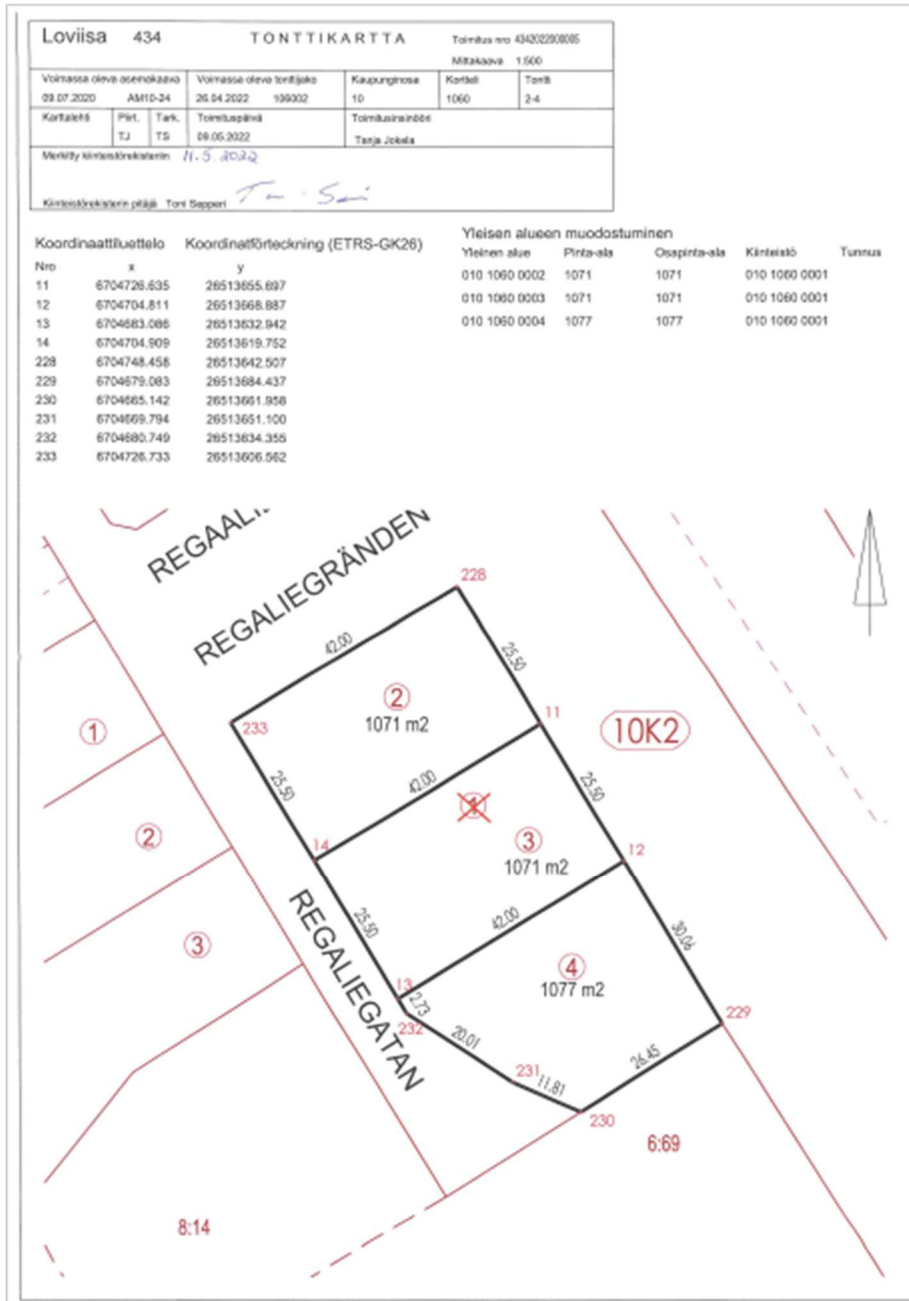 Loviisa 434 TONTTIKARTTA Toimitus nro 4342022000005
Mittakaava 1:500
Voimassa oleva asemakaava Voimassa oleva tonttijako Kaupunginosa Kortteli Tontti
09.07.2020 AM10-24 26.04.2022 106002 10 1060 2-4
Karttalehti Piirt. Tark. Toimituspäivä Toimitusinsinööri
TJ TS 09.05.2022 Tanja Jokela
Merkitty kiinteistörekisteriin 11.5.2022
Kiinteistörekisterin pitäjä Toni Sepperi
Koordinaattiluettelo Koordinatförteckning (ETRS-GK26)
Nro x y
11 6704726.635 26513655.697
12 6704704.811 26513668.887
13 6704683.086 26513632.942
14 6704704.909 26513619.752
228 6704748.458 26513642.507
229 6704679.083 26513684.437
230 6704665.142 26513661.958
231 6704669.794 26513651.100
232 6704680.749 26513634.355
233 6704726.733 26513606.562
Yleisen alueen muodostuminen
Yleinen alue Pinta-ala Osapinta-ala Kiinteistö Tunnus
010 1060 0002 1071 1071 010 1060 0001
010 1060 0003 1071 1071 010 1060 0001
010 1060 0004 1077 1077 010 1060 0001
REGALIEGRÄNDEN
228
42.00
25.50
2
1071 m2
233
11
10K2
1
25.50
42.00
25.50
1
14
3
1071 m2
12
2
25.50
42.00
30.06
REGALIEGATAN
3
4
1077 m2
13
2.73
232
229
20.01
231
11.81
26.45
230
6:69
8:14